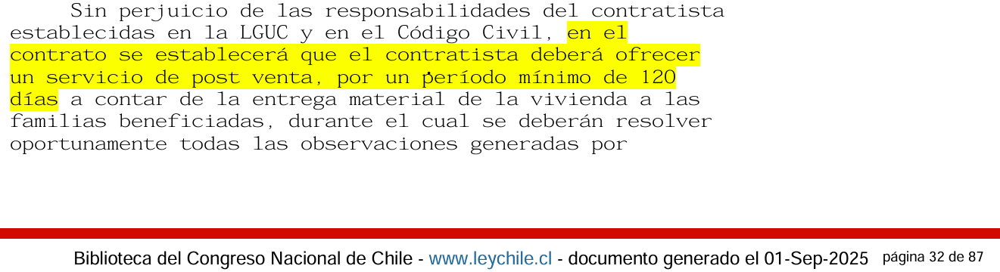 Sin perjuicio de las responsabilidades del contratista
establecidas en la LGUC y en el Código Civil, en el
contrato se establecerá que el contratista deberá ofrecer
un servicio de post venta, por un período mínimo de 120
días a contar de la entrega material de la vivienda a las
familias beneficiadas, durante el cual se deberán resolver
oportunamente todas las observaciones generadas por
Biblioteca del Congreso Nacional de Chile - www.leychile.cl - documento generado el 01-Sep-2025 página 32 de 87